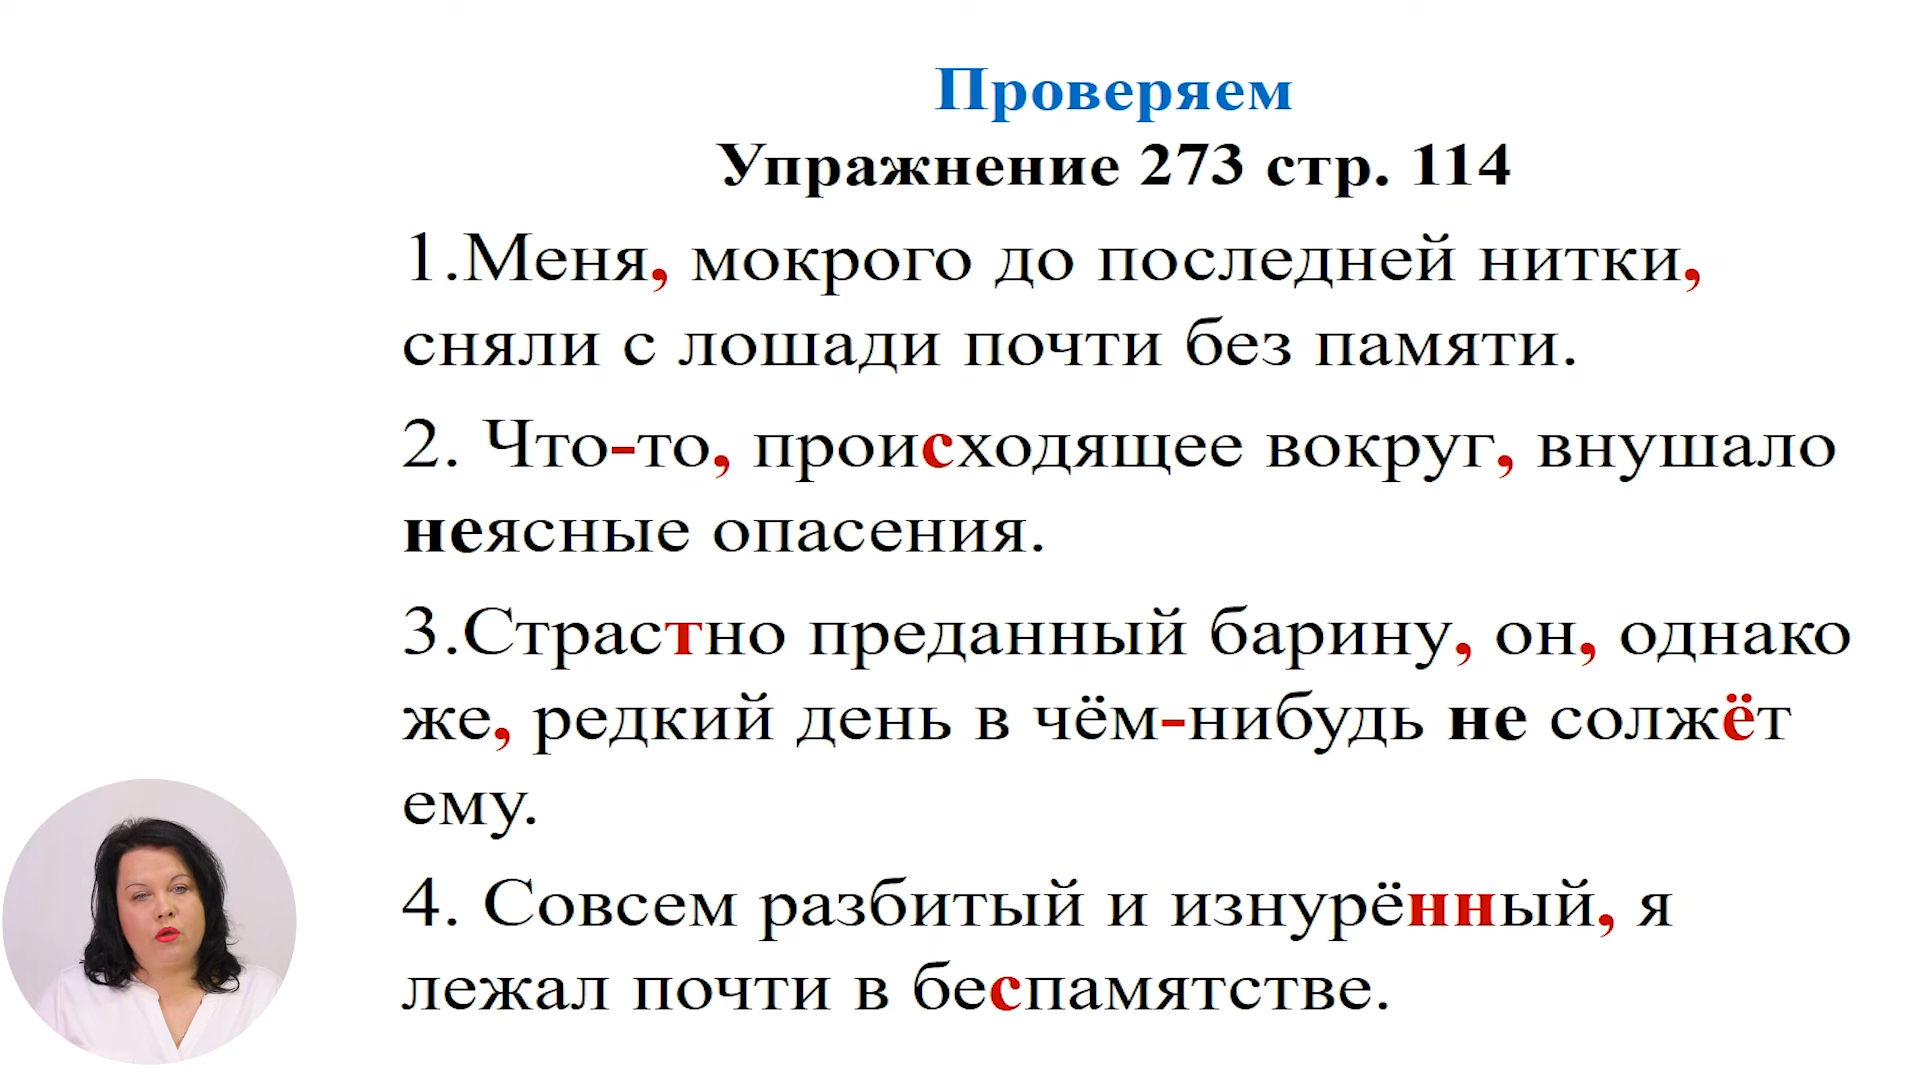 Проверяем
Упражнение 273 стр. 114
1.Меня, мокрого до последней нитки,
сняли с лошади почти без памяти.
2. Что-то, происходящее вокруг, внушало
неясные опасения.
3.Страстно преданный барину, он, однако
же, редкий день в чём-нибудь не солжёт
ему.
4. Совсем разбитый и изнурённый, я
лежал почти в беспамятстве.